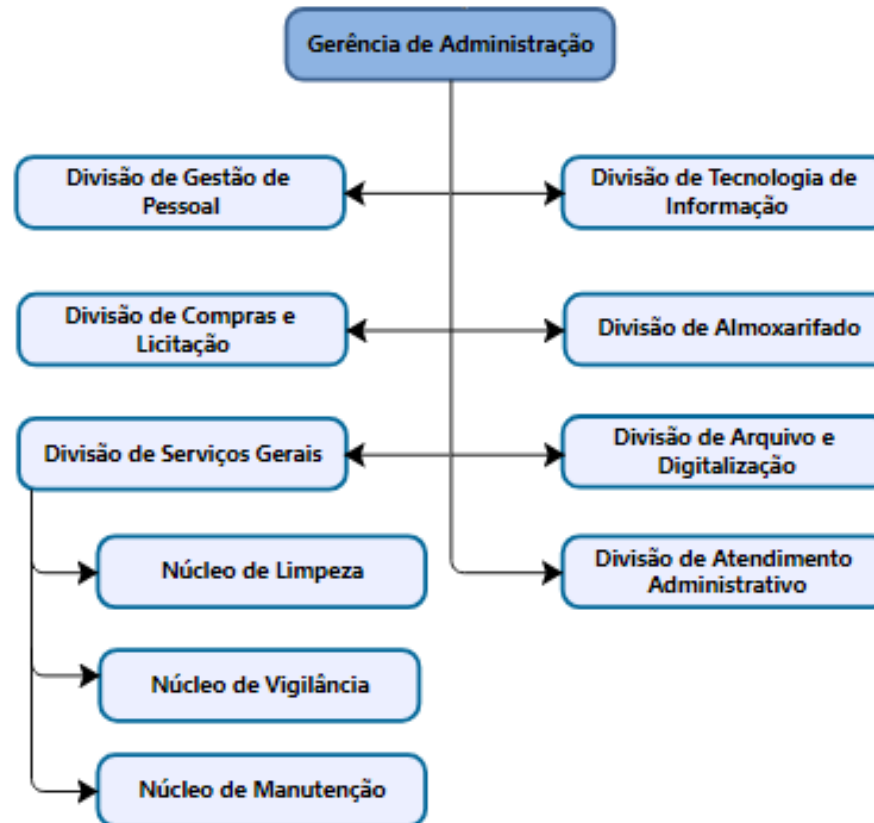 Gerência de Administração
Divisão de Gestão de
Pessoal
Divisão de Tecnologia de
Informação
Divisão de Compras e
Licitação
Divisão de Almoxarifado
Divisão de Serviços Gerais
Divisão de Arquivo e
Digitalização
Núcleo de Limpeza
Divisão de Atendimento
Administrativo
Núcleo de Vigilância
Núcleo de Manutenção